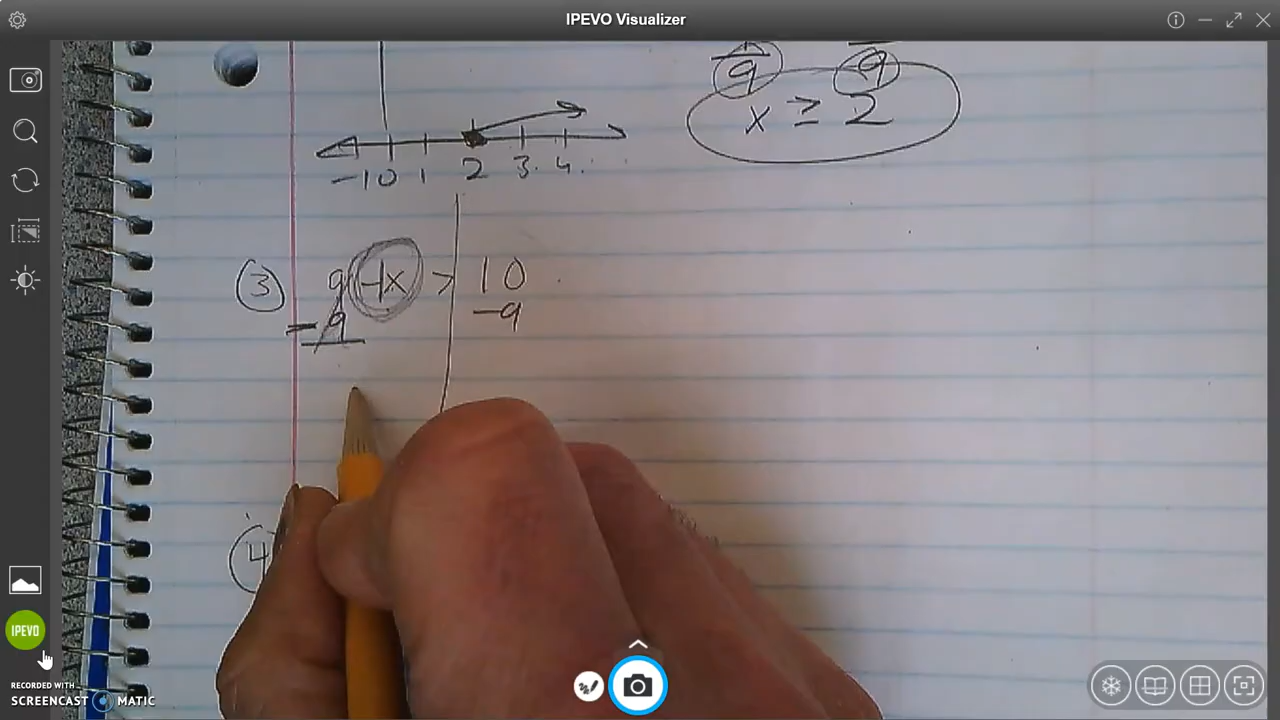 IPEVO Visualizer
9 9
x ≥ 2
-1 0 1 2 3. 4.
(3) 9 -1x > 10
-9 -9
(4
IPEVO
RECORDED WITH
SCREENCAST MATIC